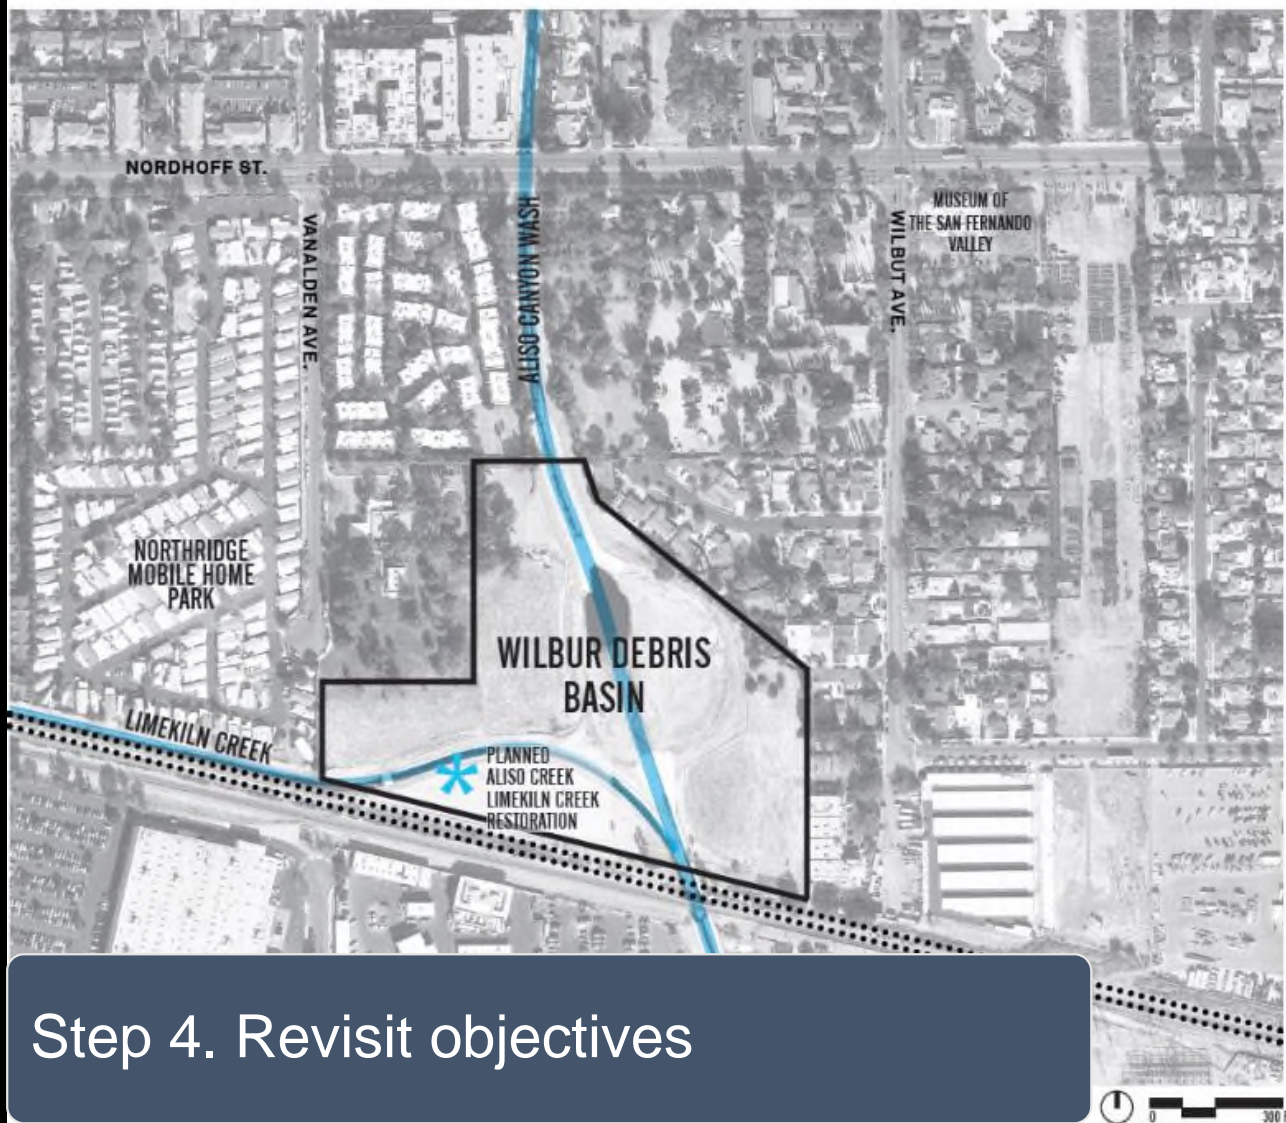 NORDHOFF ST.
VANALDEN AVE.
ALISO CANYON WASH
WILBUT AVE.
MUSEUM OF
THE SAN FERNANDO
VALLEY
NORTHRIDGE
MOBILE HOME
PARK
WILBUR DEBRIS
BASIN
LIMEKILN CREEK
PLANNED
ALISO CREEK
LIMEKILN CREEK
RESTORATION
Step 4. Revisit objectives
0 300